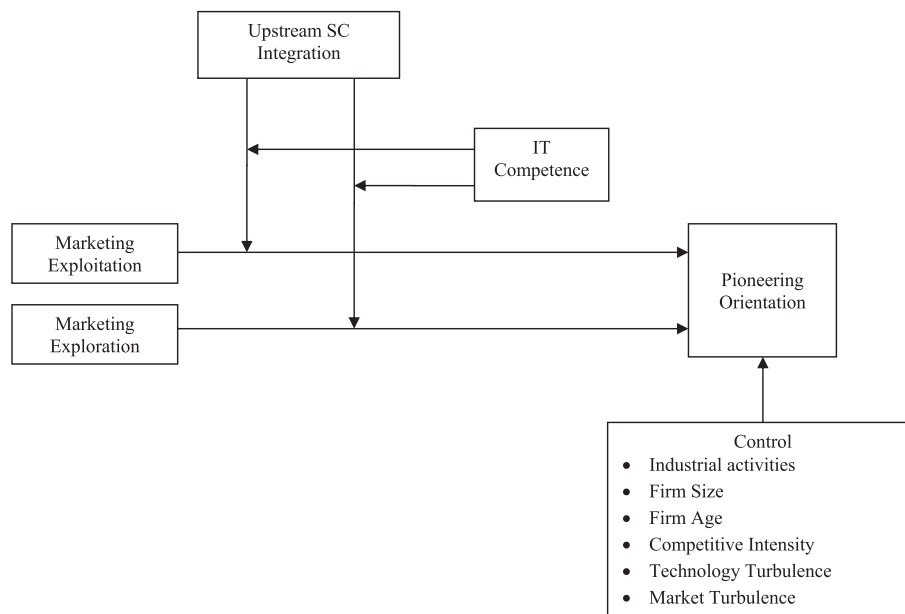 Upstream SC
Integration
IT
Competence
Marketing
Exploitation
Pioneering
Orientation
Marketing
Exploration
Control
• Industrial activities
• Firm Size
• Firm Age
• Competitive Intensity
• Technology Turbulence
• Market Turbulence